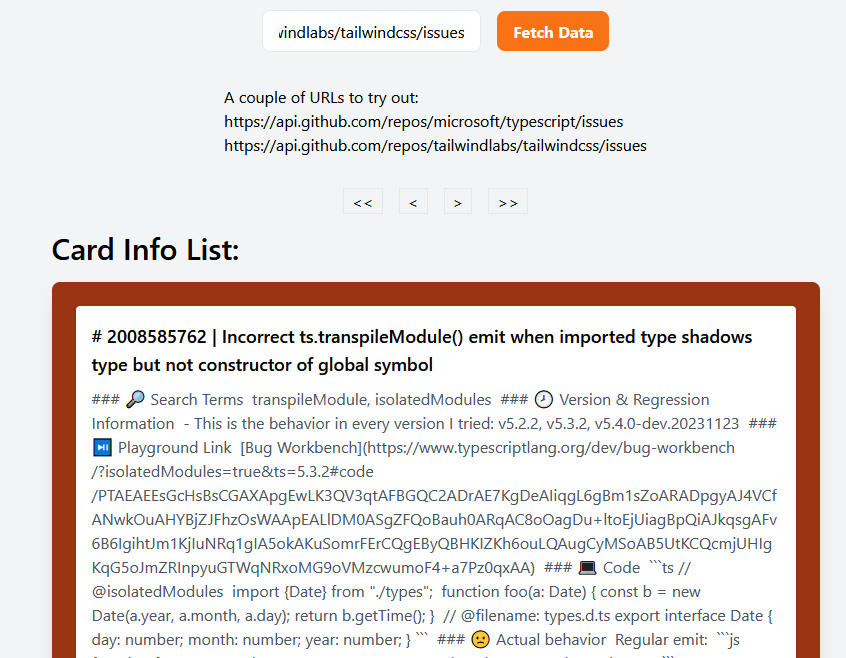 windlabs/tailwindcss/issues
Fetch Data
A couple of URLs to try out:
https://api.github.com/repos/microsoft/typescript/issues
https://api.github.com/repos/tailwindlabs/tailwindcss/issues
<< < > >>
Card Info List:
# 2008585762 | Incorrect ts.transpileModule() emit when imported type shadows
type but not constructor of global symbol
### 🔎 Search Terms transpileModule, isolatedModules ### 🕗 Version & Regression
Information - This is the behavior in every version I tried: v5.2.2, v5.3.2, v5.4.0-dev.20231123 ###
⏯ Playground Link [Bug Workbench](https://www.typescriptlang.org/dev/bug-workbench
/?isolatedModules=true&ts=5.3.2#code
/PTAEAEEsGcHsBsCGAXApgEwLK3QV3qtAFBGQC2ADrAE7KgDeAIiqgL6gBm1sZoARADpgyAJ4VCf
ANwkOuAHYBjZJFhzOsWAApEALlDM0ASgZFQoBauh0ARqAC8oOagDu+ltoEjUiagBpQiAJkqsgAFv
6B6IgihtJm1KjIuNRq1gIA5okAKuSomrFErCQgEByQBHKIZKh6ouLQAugCyMSoAB5UtKCQcmjUHIg
KqG5oJmZRInpyuGTWqNRxoMG9oVMzcwumoF4+a7Pz0qxAA) ### 💻 Code ```ts //
@isolatedModules import {Date} from "./types"; function foo(a: Date) { const b = new
Date(a.year, a.month, a.day); return b.getTime(); } // @filename: types.d.ts export interface Date {
day: number; month: number; year: number; } ``` ### 🙁 Actual behavior Regular emit: ```js